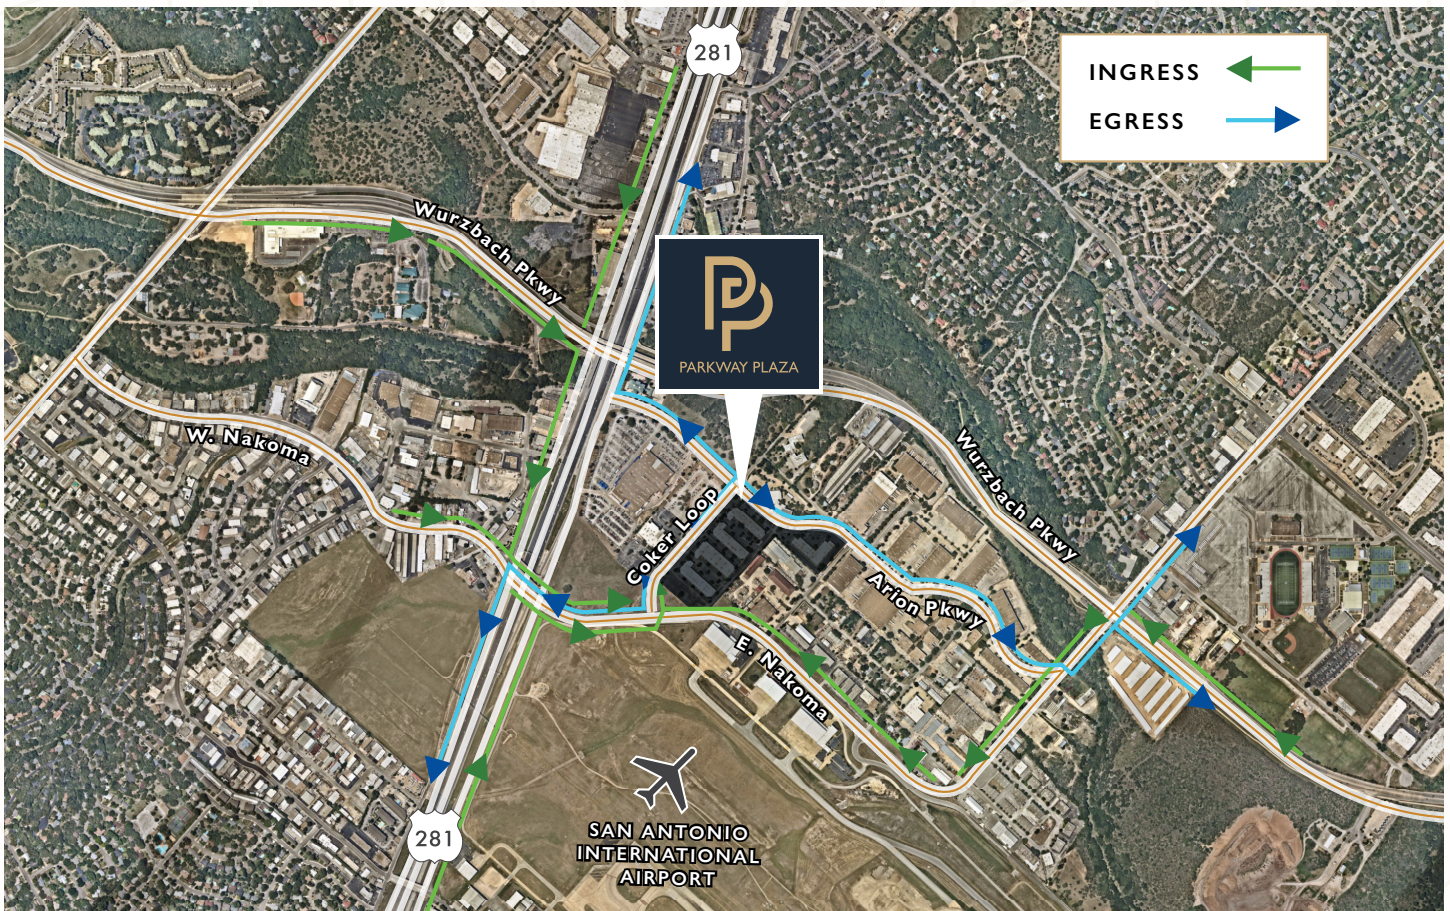 281
INGRESS
EGRESS
Wurzbach Pkwy
PARKWAY PLAZA
W. Nakoma
Wurzbach Pkwy
Coker Loop
Arion Pkwy
E. Nakoma
281
SAN ANTONIO
INTERNATIONAL
AIRPORT